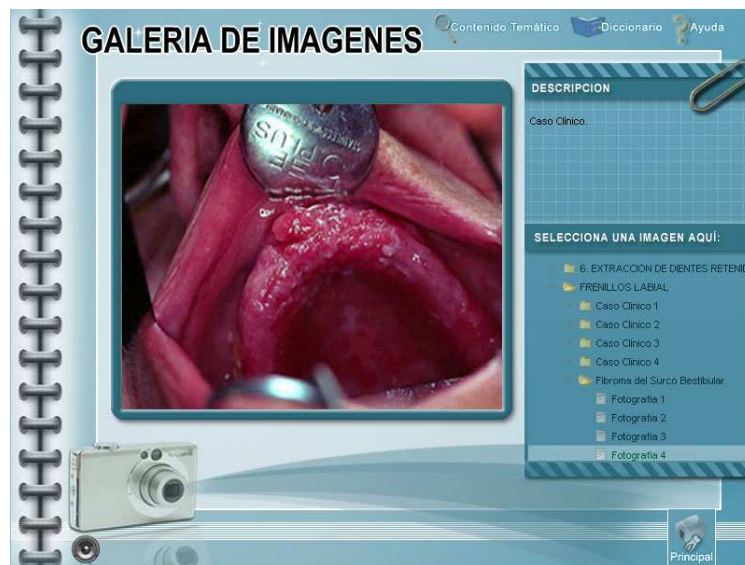 GALERIA DE IMAGENES
Contenido Temático
Diccionario
Ayuda
DESCRIPCION
Caso Clinico.
PLUS
SELECCIONA UNA IMAGEN AQUÍ:
6. EXTRACCION DE DIENTES RETENID
FRENILLOS LABIAL
Caso Clinico 1
Caso Clinico 2
Caso Clinico 3
Caso Clinico 4
Fibroma del Surco Bestibular
Fotografia 1
Fotografia 2
Fotografia 3
Fotografia 4
Principal